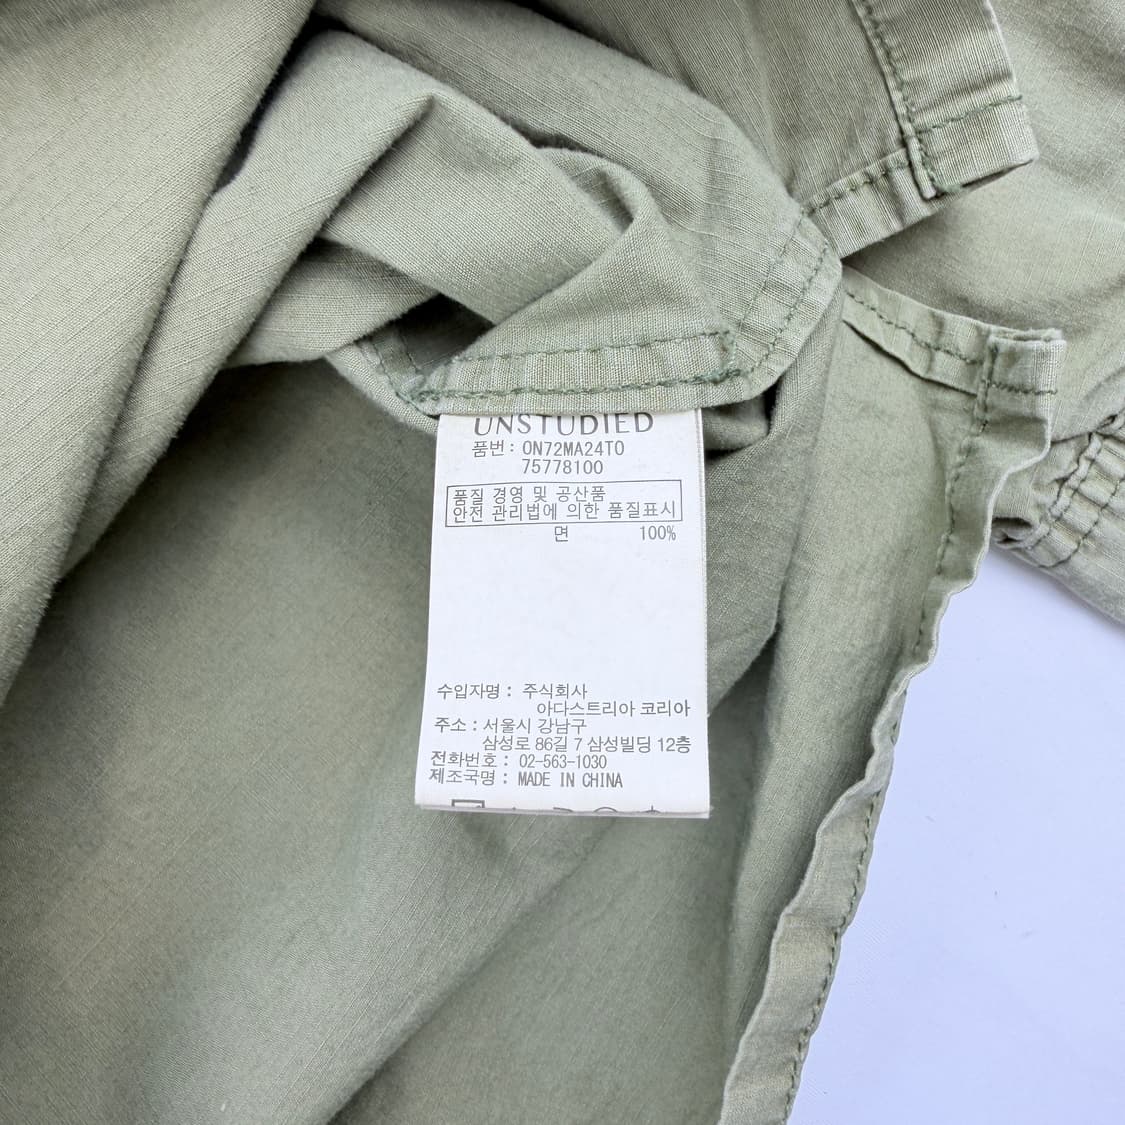 UNSTUDIED
품번: ON72MA24T0
75778100
품질 경영 및 공산품
안전 관리법에 의한 품질표시
면 100%
수입자명 : 주식회사
아다스트리아 코리아
주소 : 서울시 강남구
삼성로 86길 7 삼성빌딩 12층
전화번호 : 02-563-1030
제조국명 : MADE IN CHINA